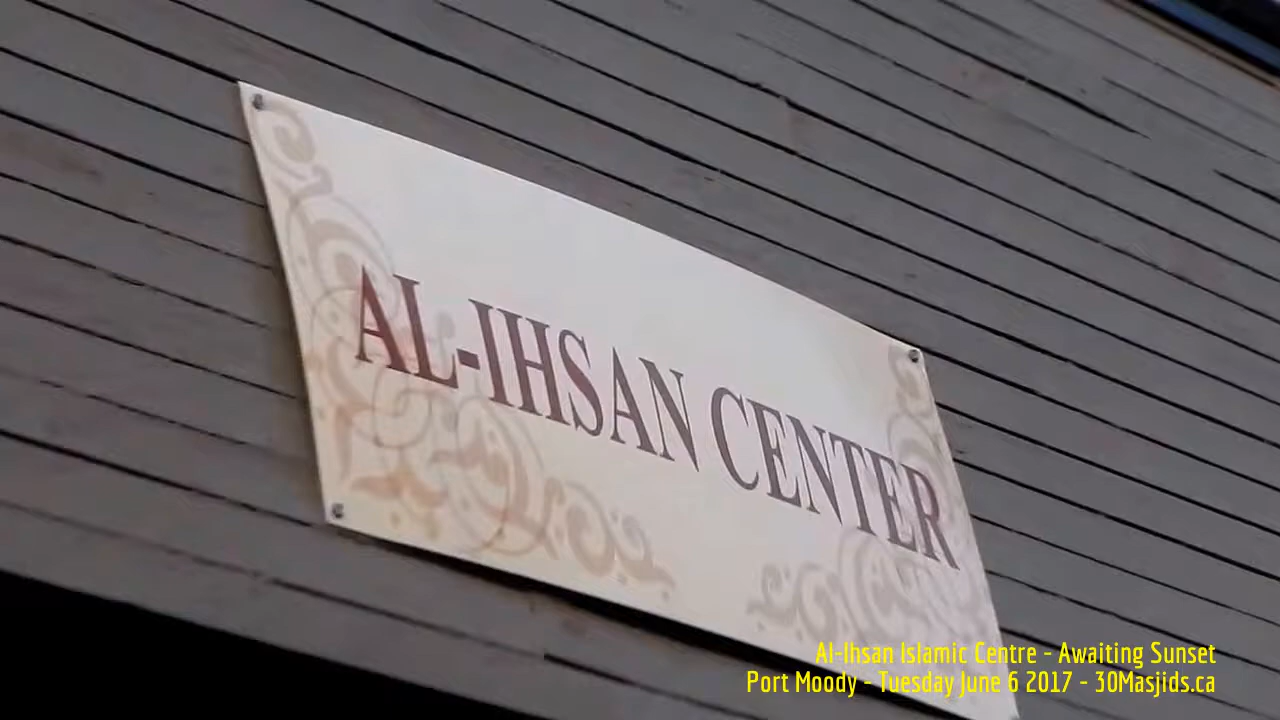 AL-IHSAN CENTER
Al-Ihsan Islamic Centre - Awaiting Sunset
Port Moody - Tuesday June 6 2017 - 30Masjids.ca